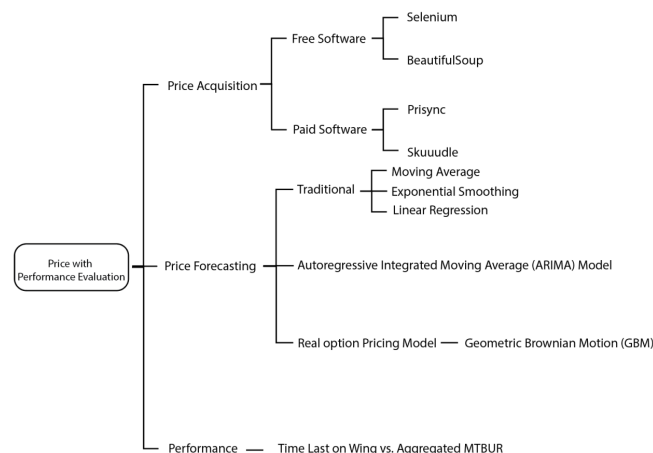 Selenium
Free Software
BeautifulSoup
Price Acquisition
Prisync
Paid Software
Skuuudle
Moving Average
Traditional
Exponential Smoothing
Linear Regression
Price with
Performance Evaluation
Price Forecasting
Autoregressive Integrated Moving Average (ARIMA) Model
Real option Pricing Model
Geometric Brownian Motion (GBM)
Performance
Time Last on Wing vs. Aggregated MTBUR